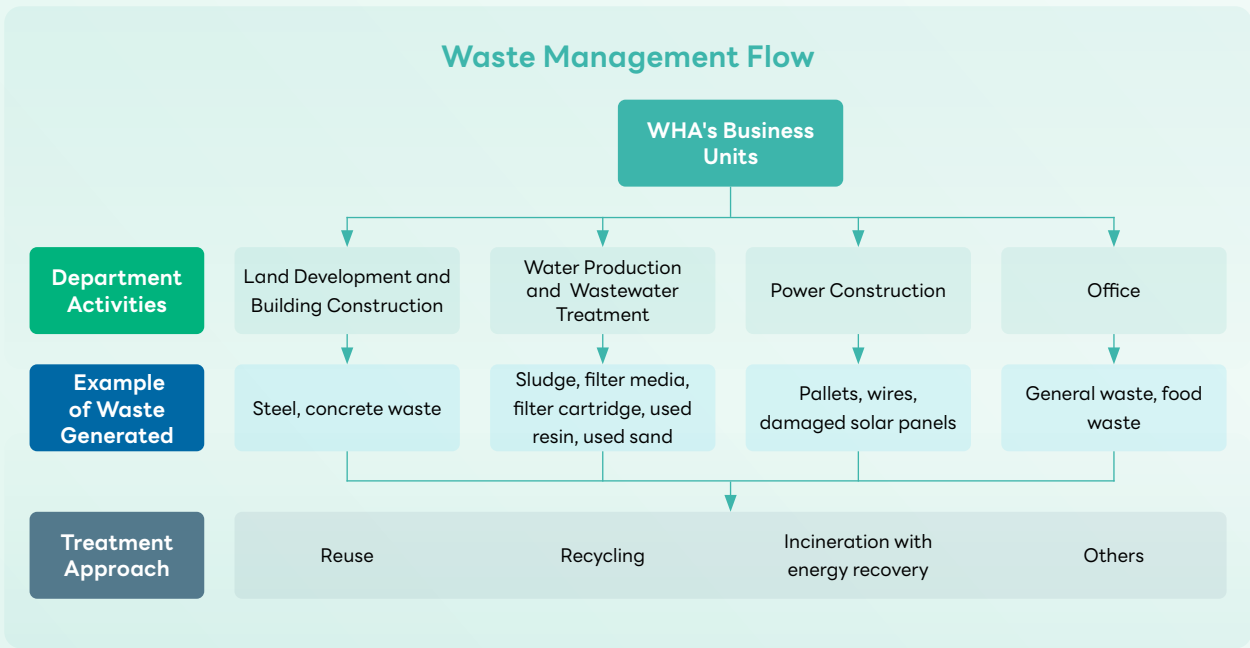 Waste Management Flow
WHA's Business
Units
Department
Activities
Land Development and
Building Construction
Water Production
and Wastewater
Treatment
Power Construction
Office
Example
of Waste
Generated
Steel, concrete waste
Sludge, filter media,
filter cartridge, used
resin, used sand
Pallets, wires,
damaged solar panels
General waste, food
waste
Treatment
Approach
Reuse
Recycling
Incineration with
energy recovery
Others